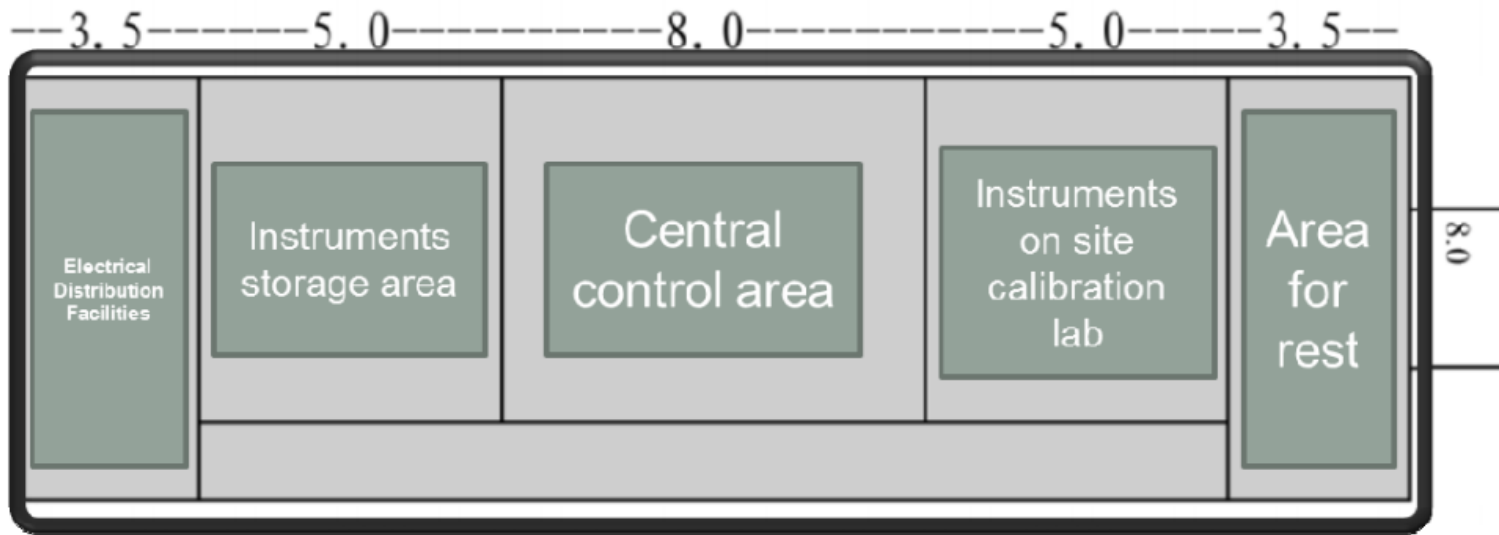 --3. 5------5. 0-----------8. 0------------5. 0-----3. 5--
Electrical
Distribution
Facilities
Instruments
storage area
Central
control area
Instruments
on site
calibration
lab
Area
for
rest
8.0